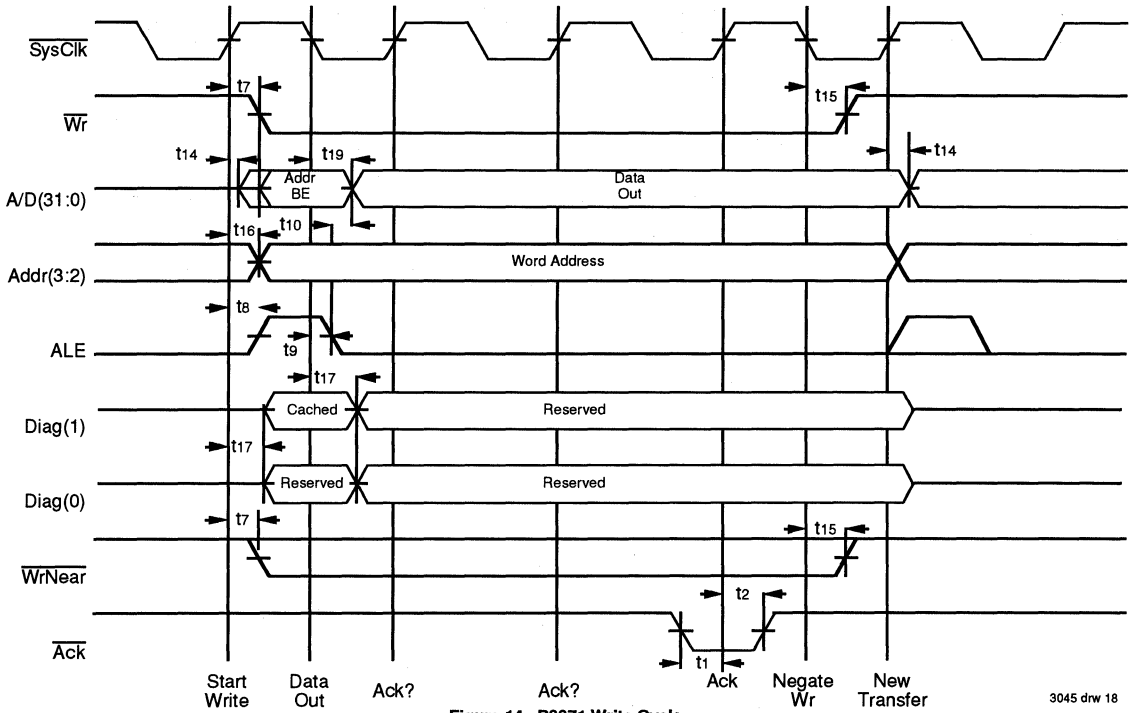 SysClk
t7
t15
Wr
t14
t19
t14
Addr
BE
Data
Out
A/D(31:0)
t16
t10
Word Address
Addr(3:2)
t8
ALE
t9
t17
Cached
Reserved
Diag(1)
t17
Reserved
Reserved
Diag(0)
t7
t15
WrNear
t2
Ack
t1
Start
Write
Data
Out
Ack?
Ack?
Ack
Negate
Wr
New
Transfer
3045 drw 18